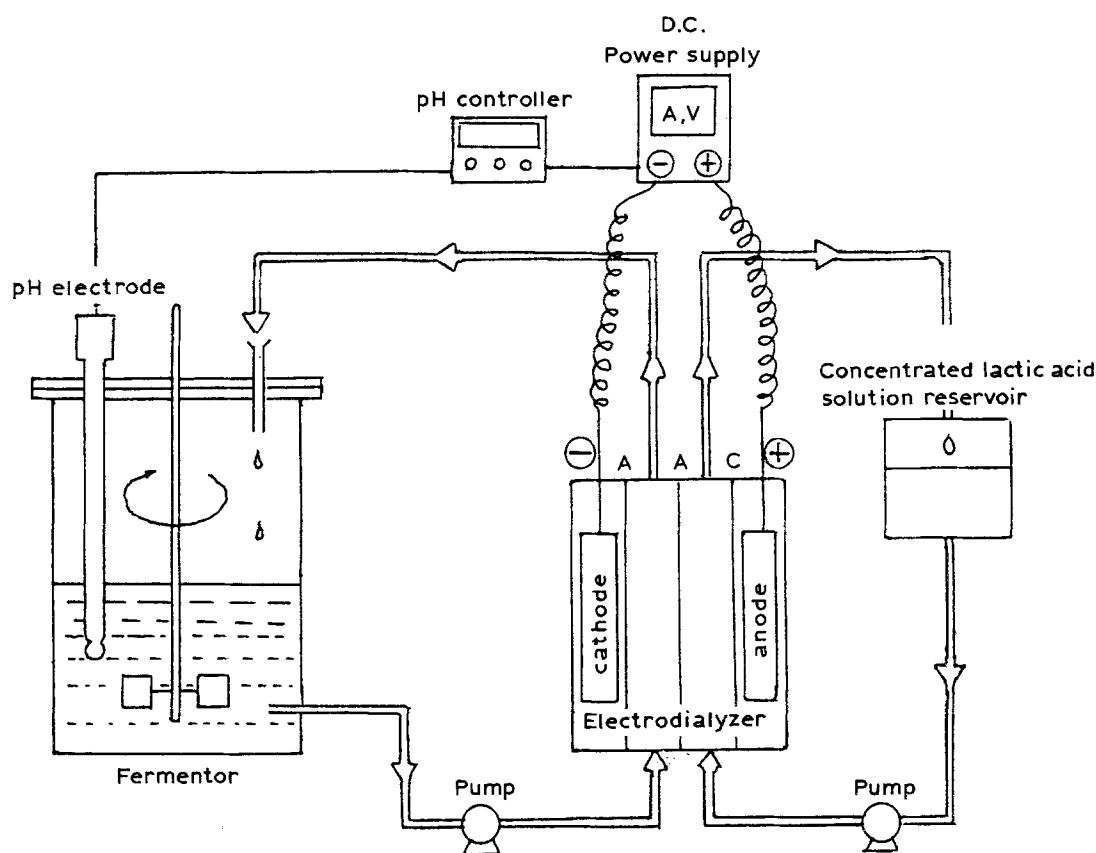 D.C.
Power supply
pH controller
A,V
− +
pH electrode
Concentrated lactic acid
solution reservoir
− A A C +
cathode
anode
Electrodialyzer
Fermentor
Pump
Pump